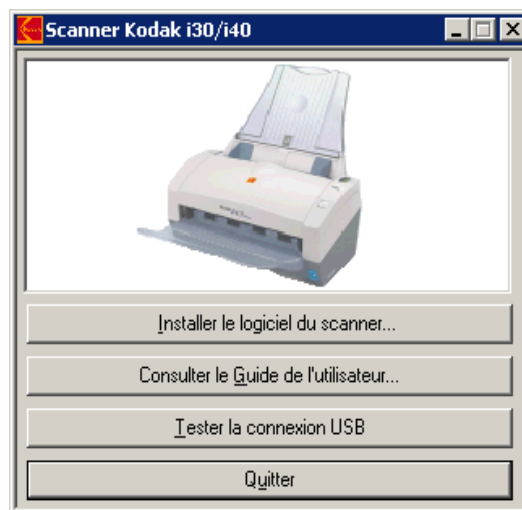 Scanner Kodak i30/i40
Installer le logiciel du scanner...
Consulter le Guide de l'utilisateur...
Tester la connexion USB
Quitter